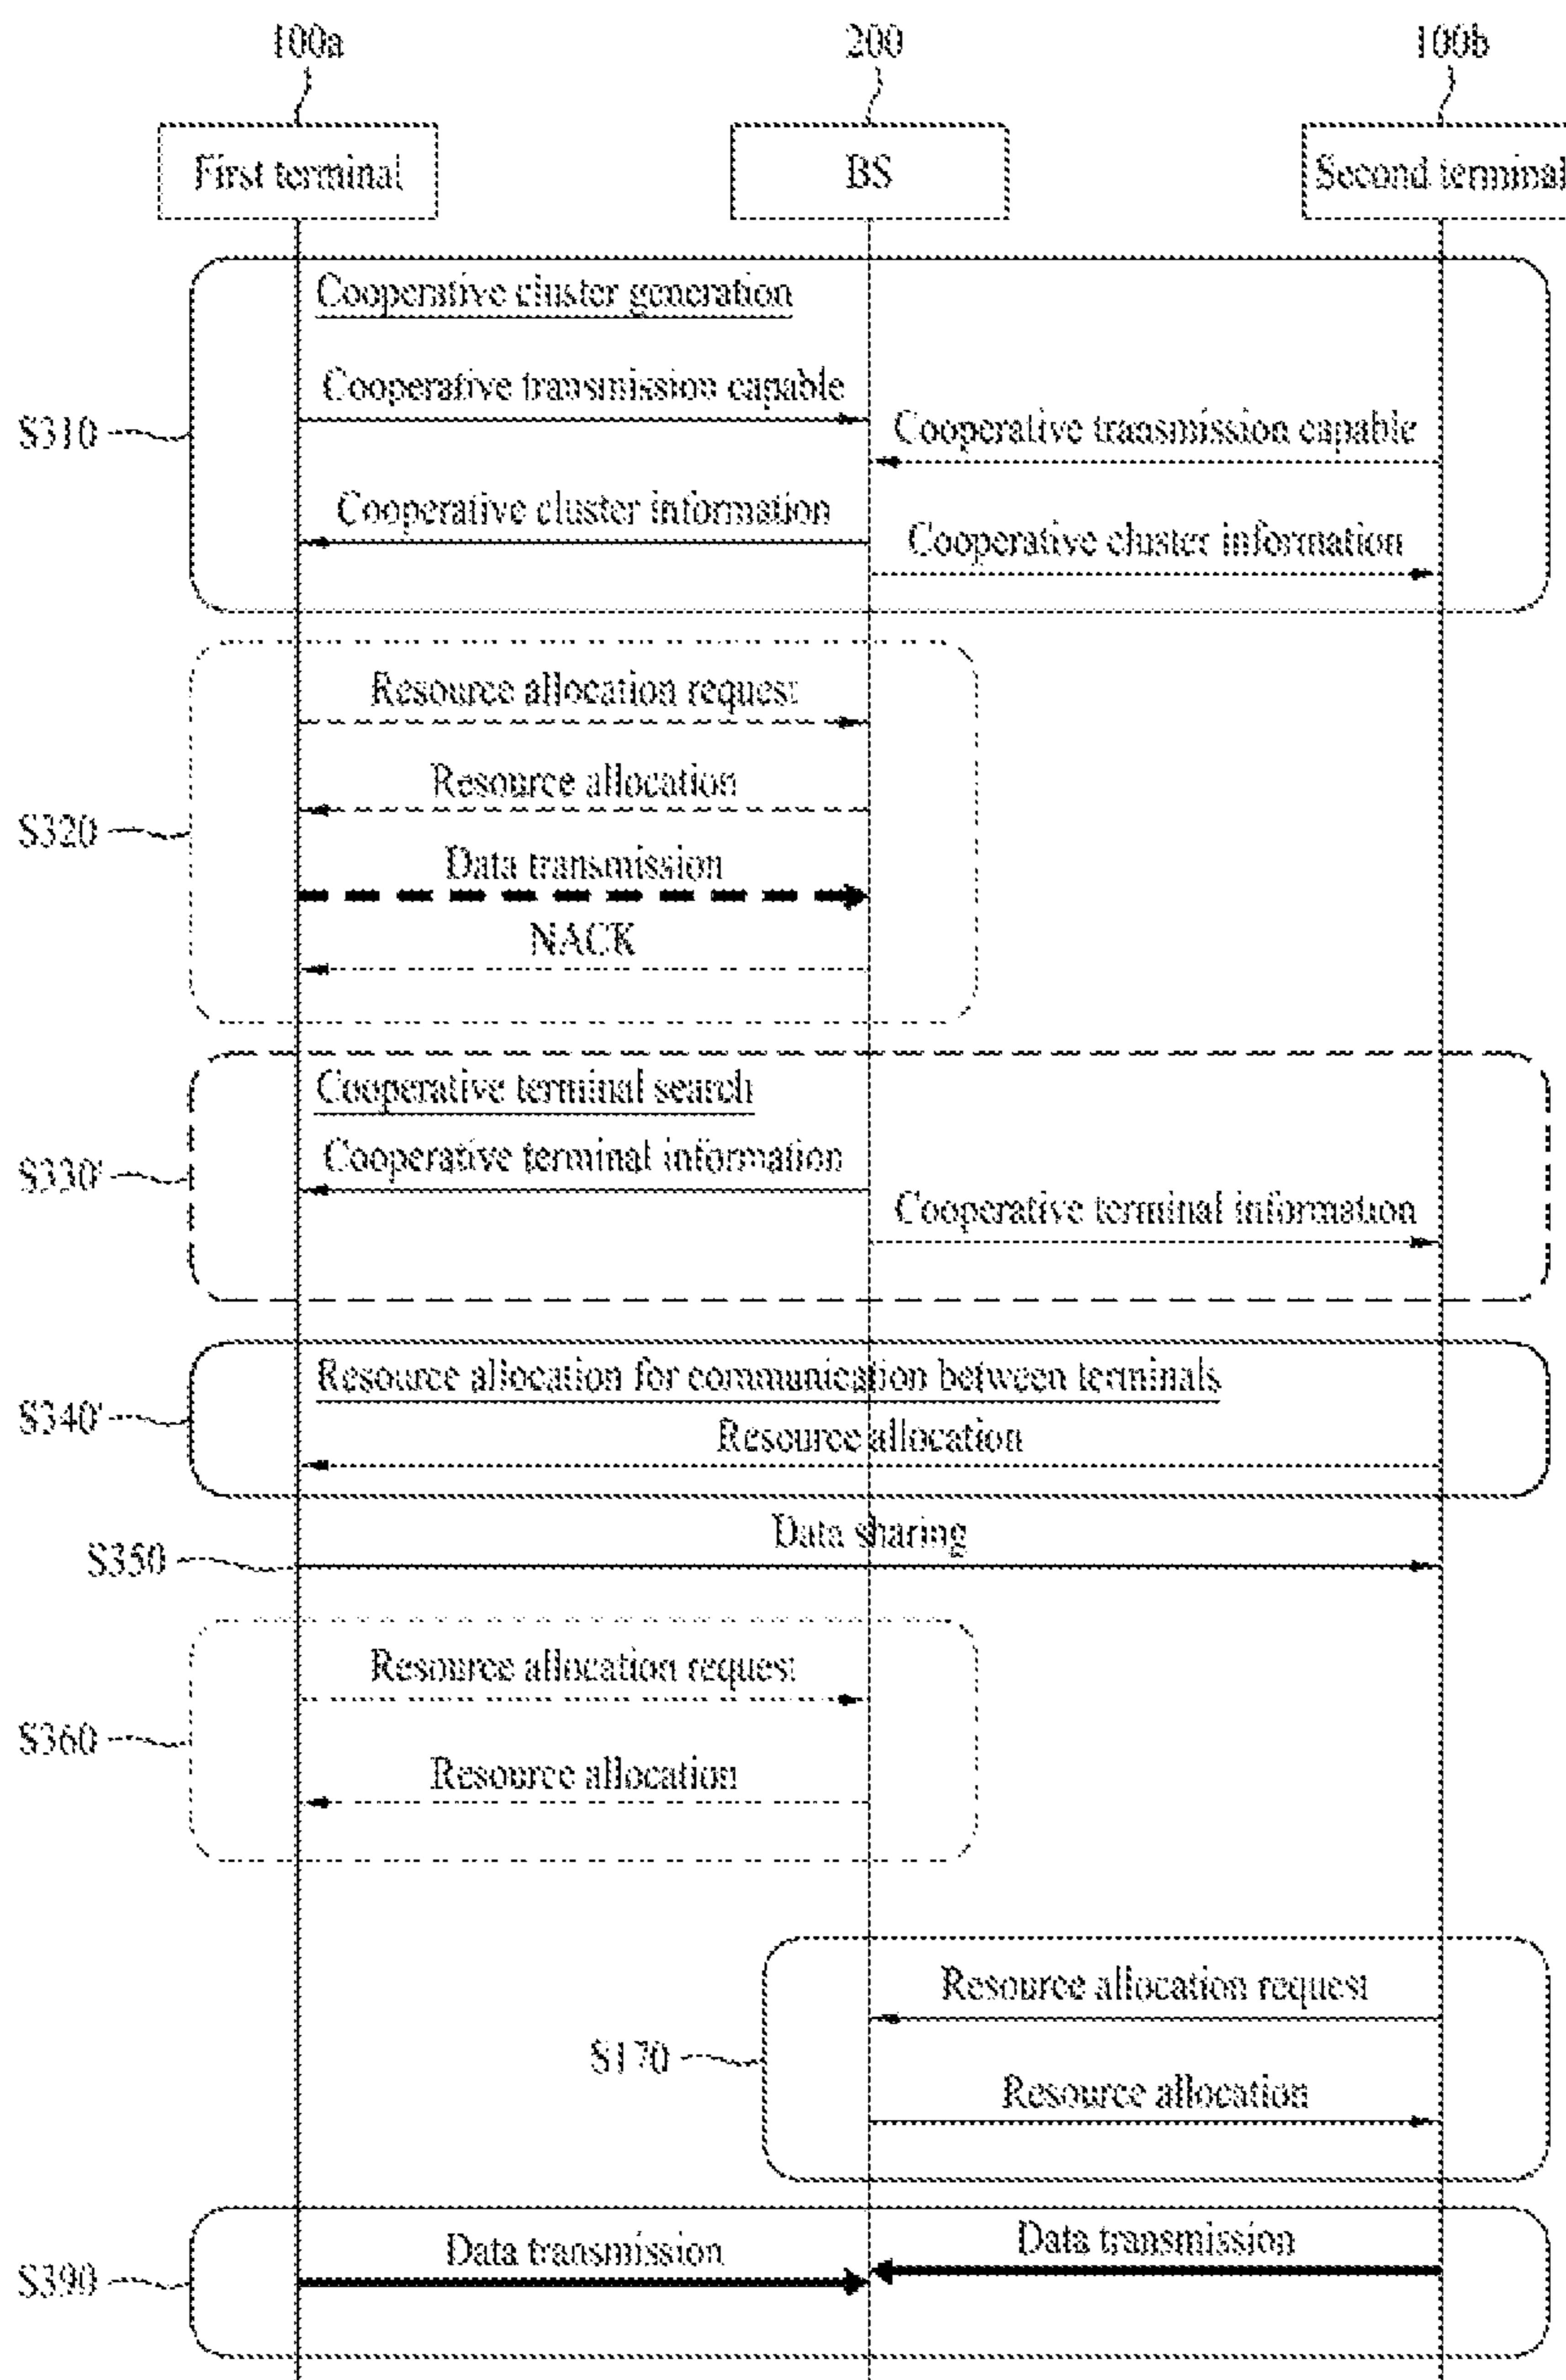 100a
200
100b
First terminal
BS
Second terminal
Cooperative cluster generation
Cooperative transmission capable
S310
Cooperative transmission capable
Cooperative cluster information
Cooperative cluster information
Resource allocation request
Resource allocation
S320
Data transmission
NACK
Cooperative terminal search
Cooperative terminal information
S330'
Cooperative terminal information
Resource allocation for communication between terminals
S340'
Resource allocation
Data sharing
S350
Resource allocation request
S360
Resource allocation
Resource allocation request
S170
Resource allocation
Data transmission
Data transmission
S390